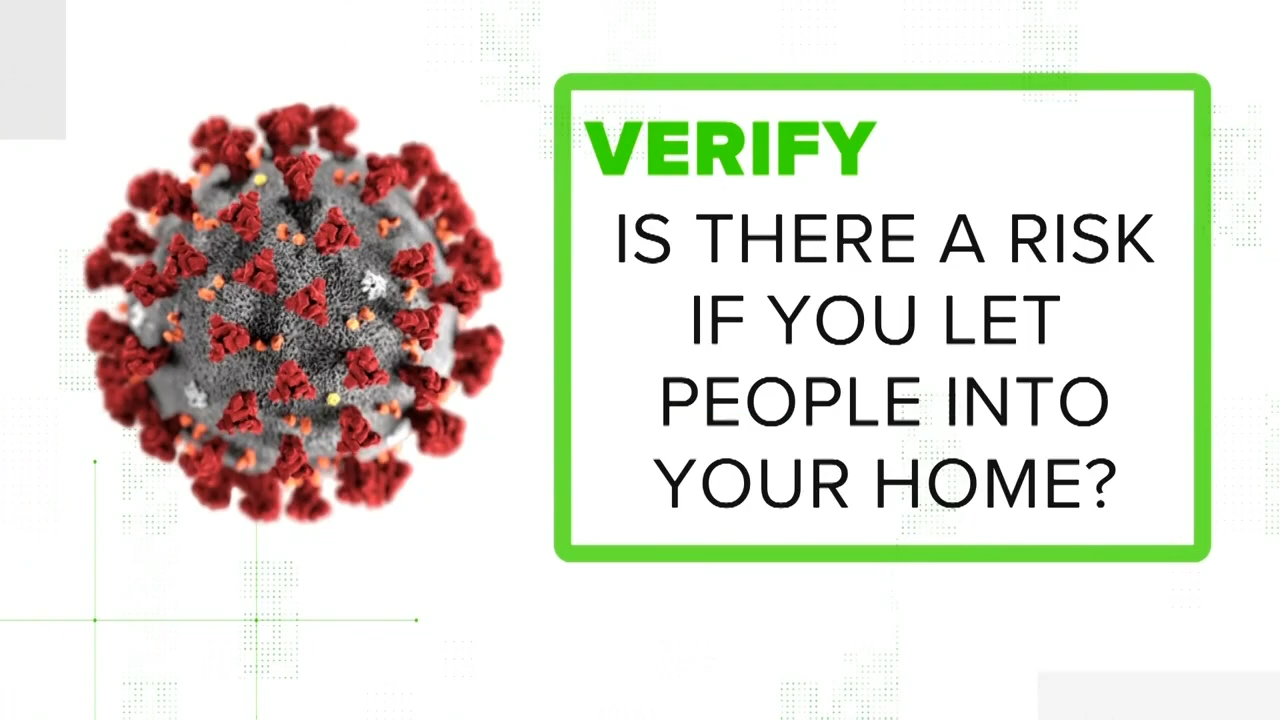 VERIFY
IS THERE A RISK
IF YOU LET
PEOPLE INTO
YOUR HOME?